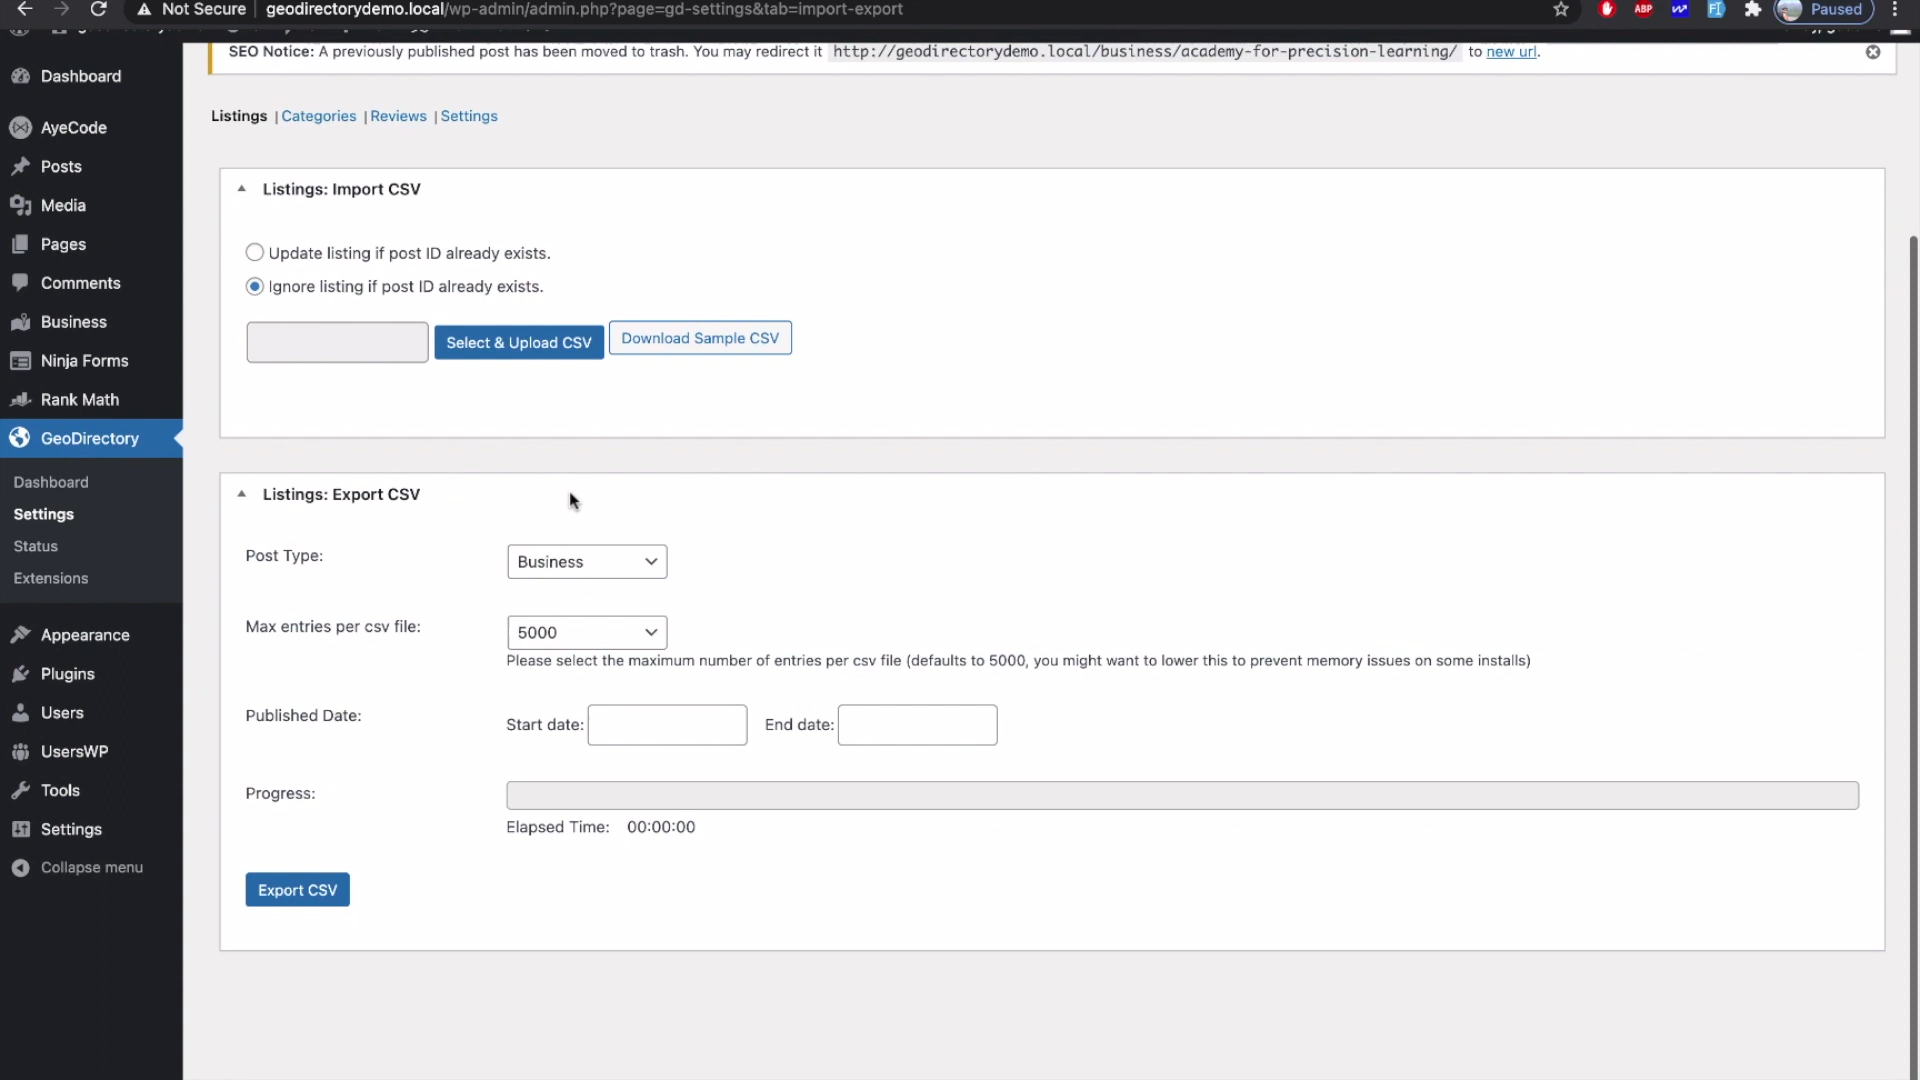 Not Secure geodirectorydemo.local/wp-admin/admin.php?page=gd-settings&tab=import-export ABP Paused
SEO Notice: A previously published post has been moved to trash. You may redirect it http://geodirectorydemo.local/business/academy-for-precision-learning/ to new url.
Dashboard
AyeCode
Posts
Media
Pages
Comments
Business
Ninja Forms
Rank Math
GeoDirectory
Dashboard
Settings
Status
Extensions
Appearance
Plugins
Users
UsersWP
Tools
Settings
Collapse menu
Listings | Categories | Reviews | Settings
Listings: Import CSV
Update listing if post ID already exists.
Ignore listing if post ID already exists.
Select & Upload CSV Download Sample CSV
Listings: Export CSV
Post Type: Business
Max entries per csv file: 5000
Please select the maximum number of entries per csv file (defaults to 5000, you might want to lower this to prevent memory issues on some installs)
Published Date: Start date: End date:
Progress:
Elapsed Time: 00:00:00
Export CSV